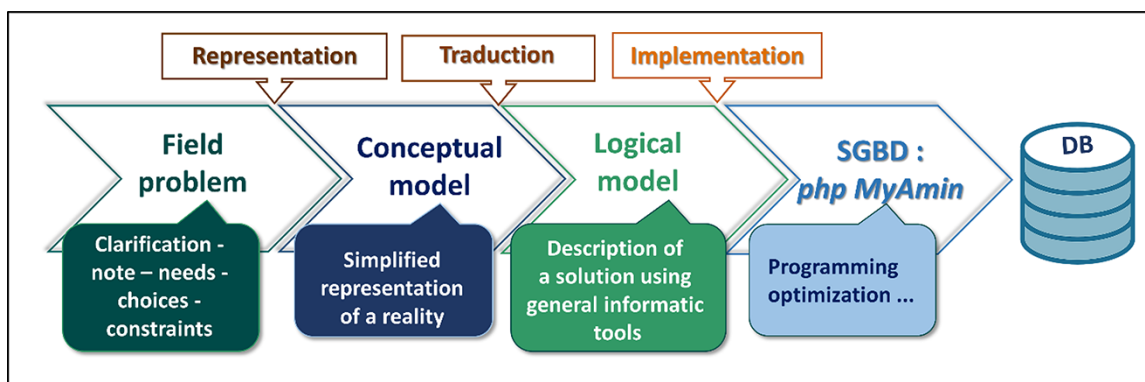 Representation
Traduction
Implementation
Field
problem
Conceptual
model
Logical
model
SGBD :
php MyAmin
DB
Clarification -
note – needs -
choices -
constraints
Simplified
representation
of a reality
Description of
a solution using
general informatic
tools
Programming
optimization ...